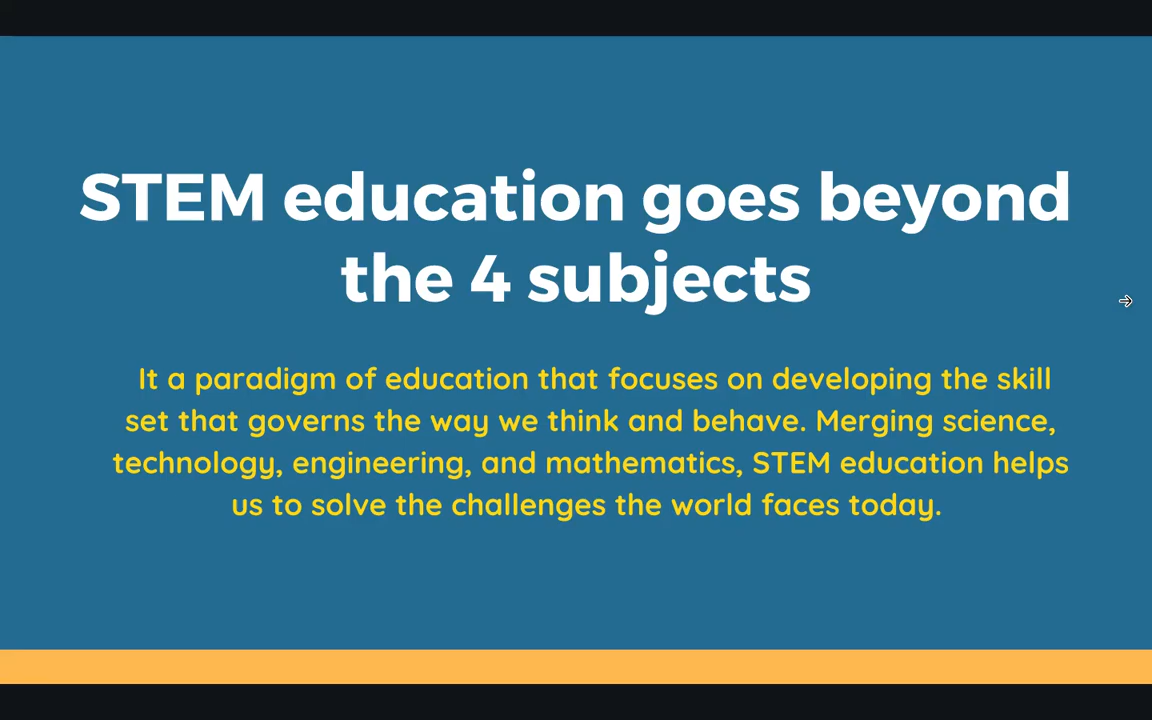 STEM education goes beyond
the 4 subjects
It a paradigm of education that focuses on developing the skill
set that governs the way we think and behave. Merging science,
technology, engineering, and mathematics, STEM education helps
us to solve the challenges the world faces today.